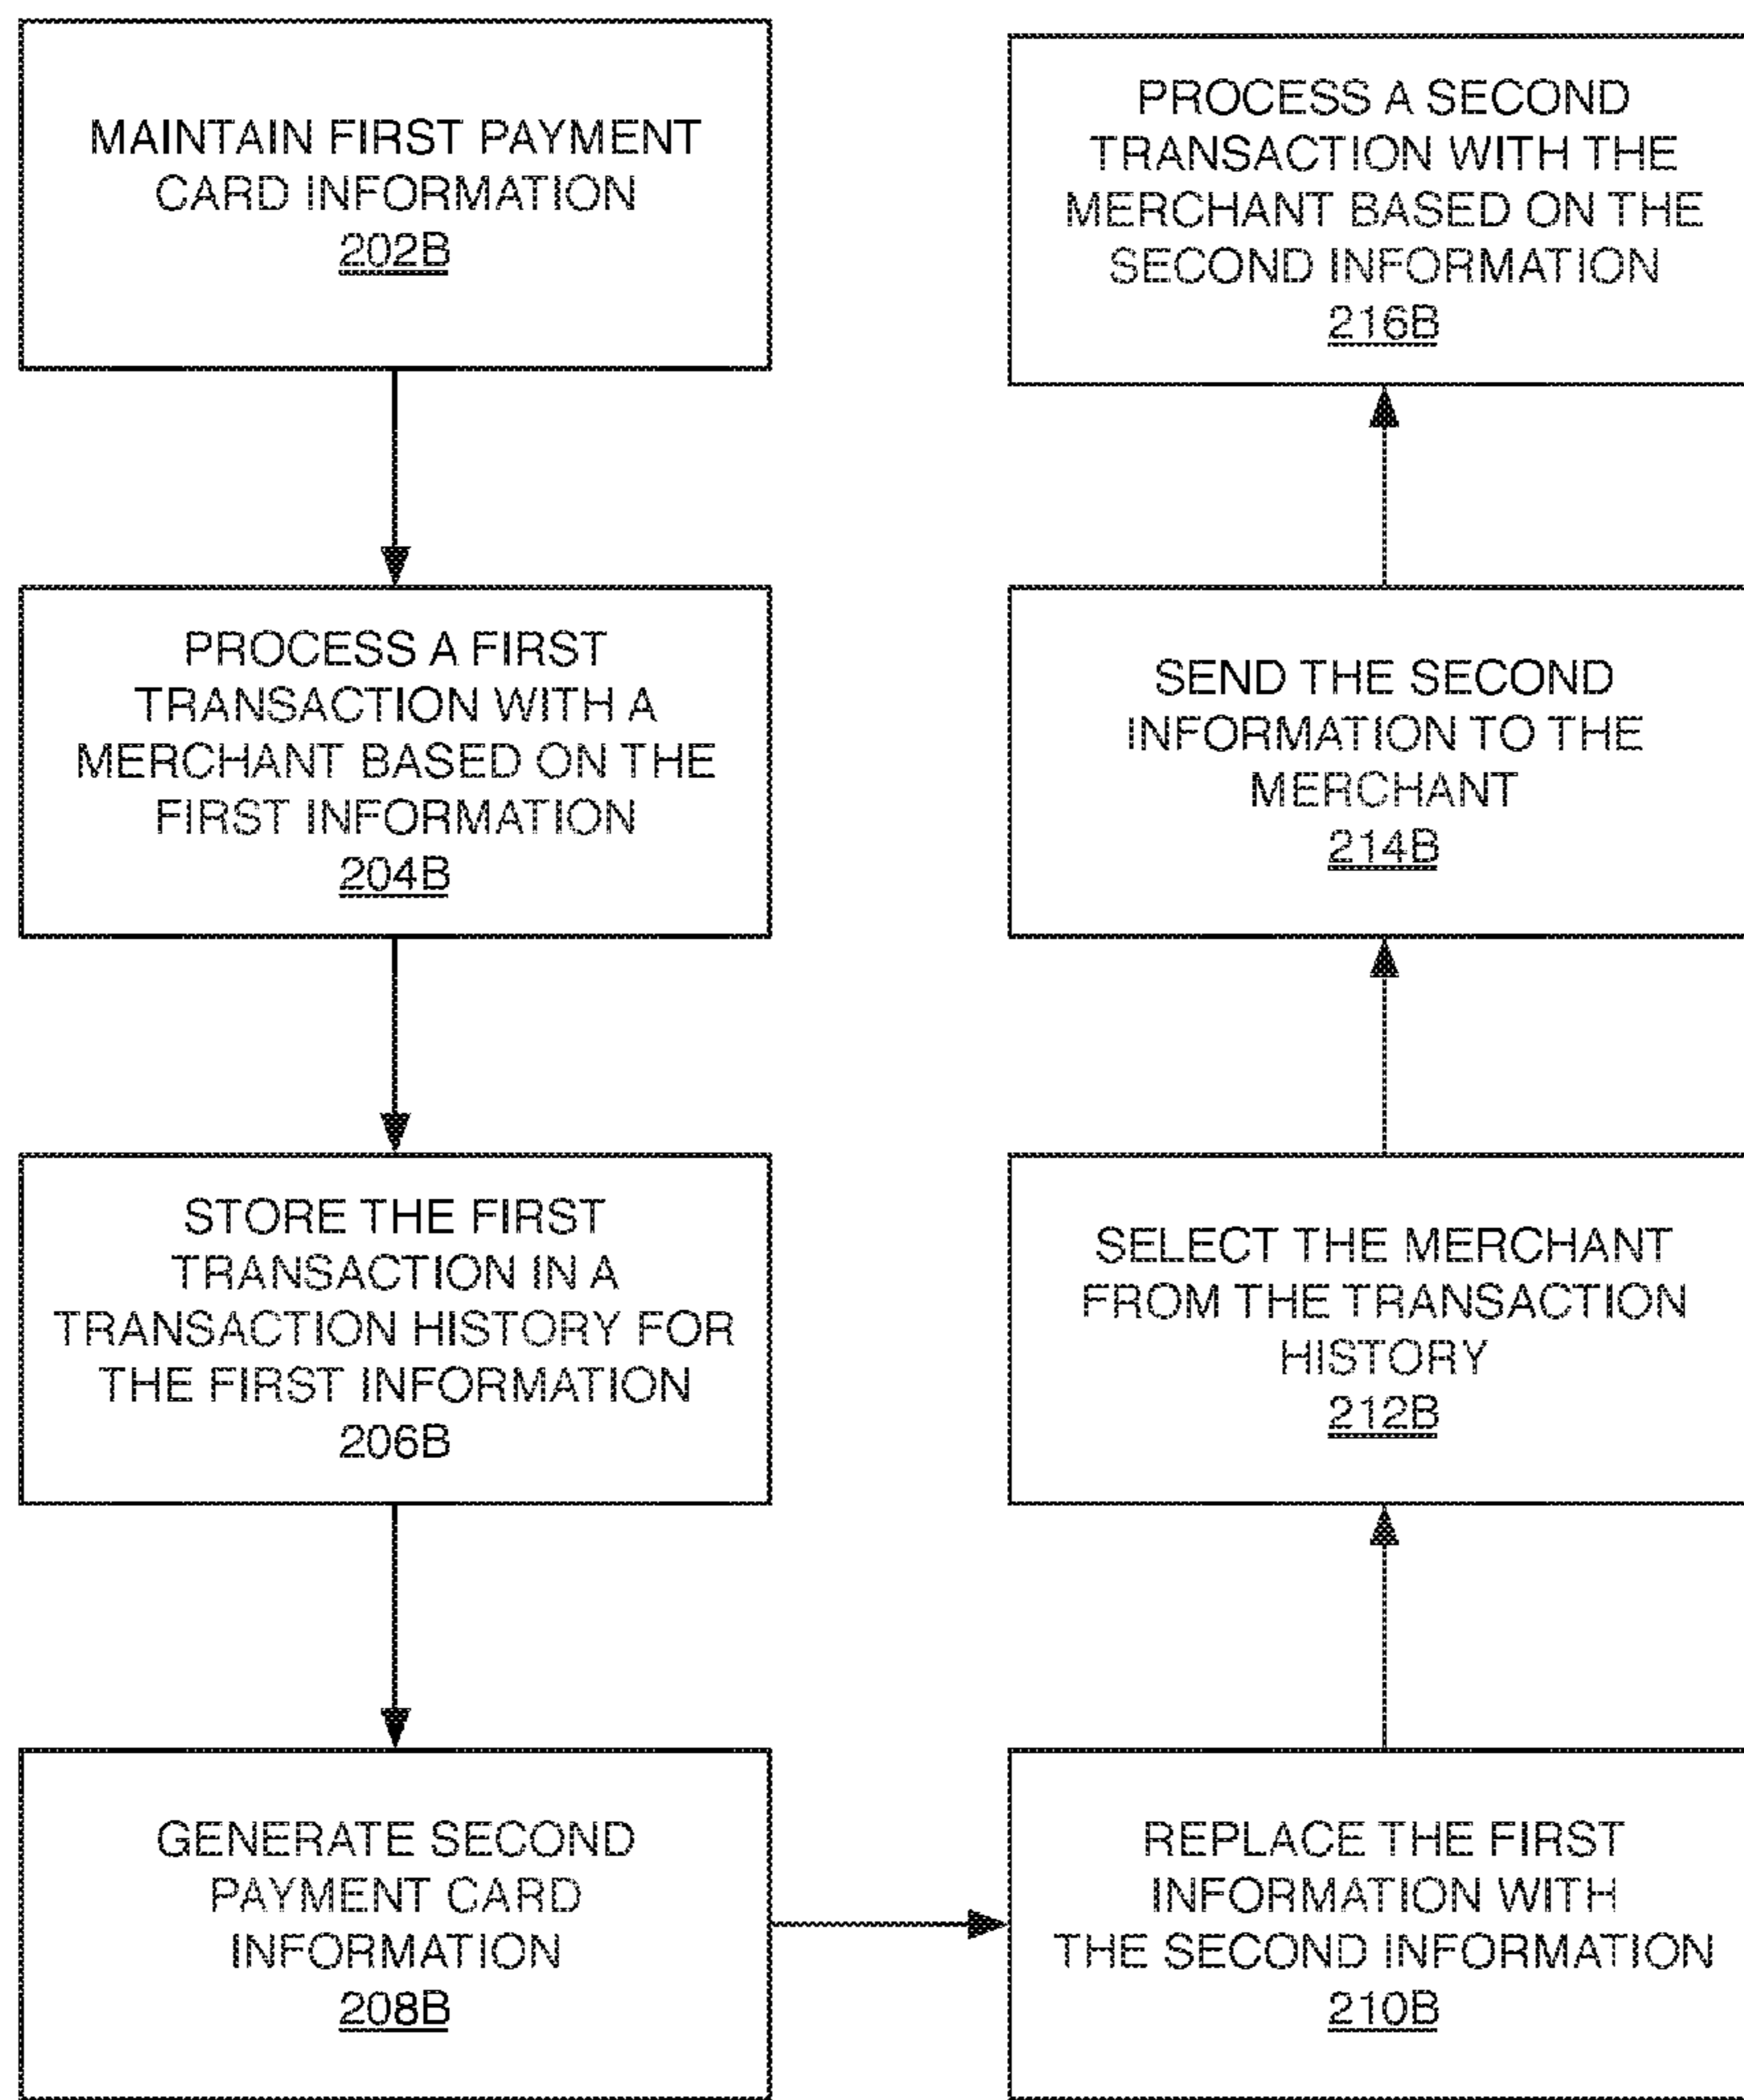 MAINTAIN FIRST PAYMENT
CARD INFORMATION
202B
PROCESS A FIRST
TRANSACTION WITH A
MERCHANT BASED ON THE
FIRST INFORMATION
204B
STORE THE FIRST
TRANSACTION IN A
TRANSACTION HISTORY FOR
THE FIRST INFORMATION
206B
GENERATE SECOND
PAYMENT CARD
INFORMATION
208B
REPLACE THE FIRST
INFORMATION WITH
THE SECOND INFORMATION
210B
SELECT THE MERCHANT
FROM THE TRANSACTION
HISTORY
212B
SEND THE SECOND
INFORMATION TO THE
MERCHANT
214B
PROCESS A SECOND
TRANSACTION WITH THE
MERCHANT BASED ON THE
SECOND INFORMATION
216B